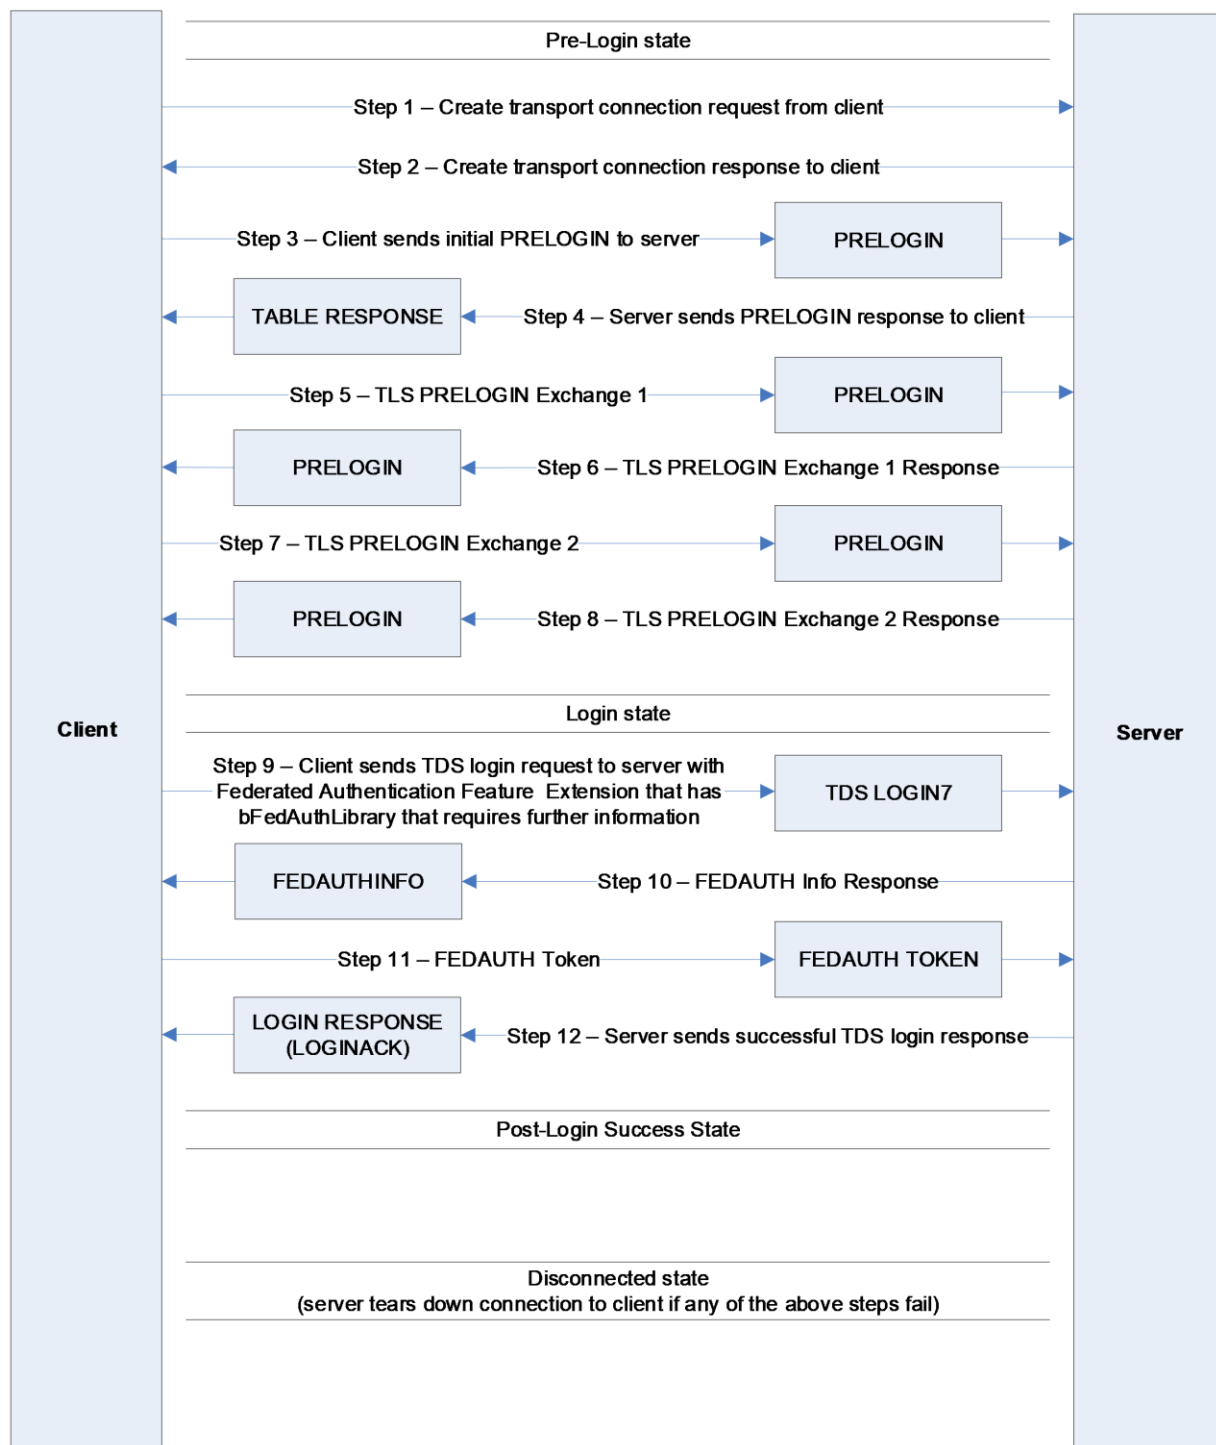 Pre-Login state
Step 1 – Create transport connection request from client
Step 2 – Create transport connection response to client
Step 3 – Client sends initial PRELOGIN to server
PRELOGIN
TABLE RESPONSE
Step 4 – Server sends PRELOGIN response to client
Step 5 – TLS PRELOGIN Exchange 1
PRELOGIN
PRELOGIN
Step 6 – TLS PRELOGIN Exchange 1 Response
Step 7 – TLS PRELOGIN Exchange 2
PRELOGIN
PRELOGIN
Step 8 – TLS PRELOGIN Exchange 2 Response
Client
Login state
Server
Step 9 – Client sends TDS login request to server with
Federated Authentication Feature Extension that has
bFedAuthLibrary that requires further information
TDS LOGIN7
FEDAUTHINFO
Step 10 – FEDAUTH Info Response
Step 11 – FEDAUTH Token
FEDAUTH TOKEN
LOGIN RESPONSE
(LOGINACK)
Step 12 – Server sends successful TDS login response
Post-Login Success State
Disconnected state
(server tears down connection to client if any of the above steps fail)